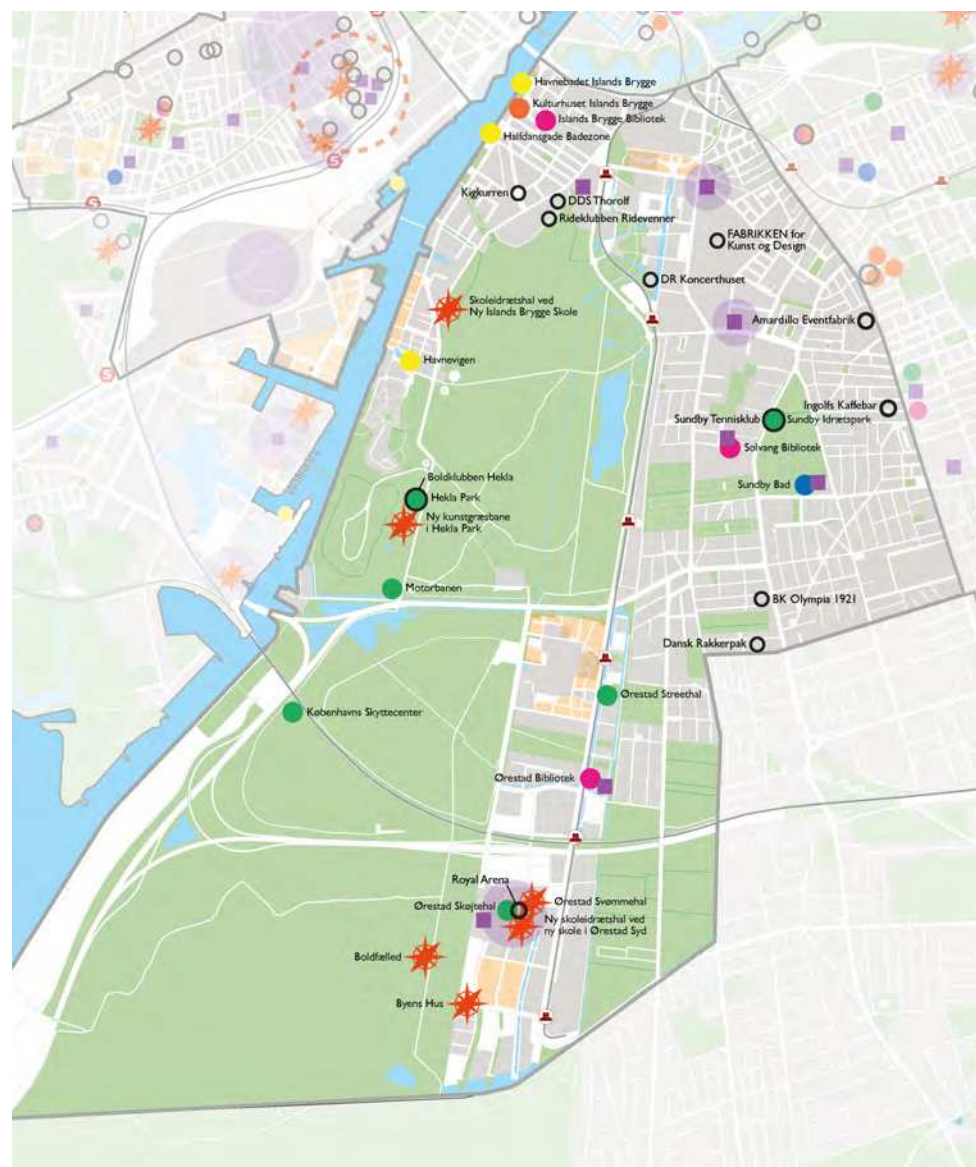 Havnebadet Islands Brygge
Kulturhuset Islands Brygge
Islands Brygge Bibliotek
Halfdansgade Badezone
Kigkurren
DDS Thorolf
Rideklubben Ridevenner
FABRIKKEN for
Kunst og Design
DR Koncerthuset
Skoleidrætshal ved
Ny Islands Brygge Skole
Amardillo Eventfabrik
Havnevigen
Ingolfs Kaffebar
Sundby Tennisklub
Sundby Idrætspark
Solvang Bibliotek
Boldklubben Hekla
Sundby Bad
Hekla Park
Ny kunstgræsbane
i Hekla Park
Motorbanen
BK Olympia 1921
Dansk Rakkerpak
Ørestad Streethal
Københavns Skyttecenter
Ørestad Bibliotek
Royal Arena
Ørestad Skøjtehal
Ørestad Svømmehal
Ny skoleidrætshal ved
ny skole i Ørestad Syd
Boldfælled
Byens Hus
S
S
S